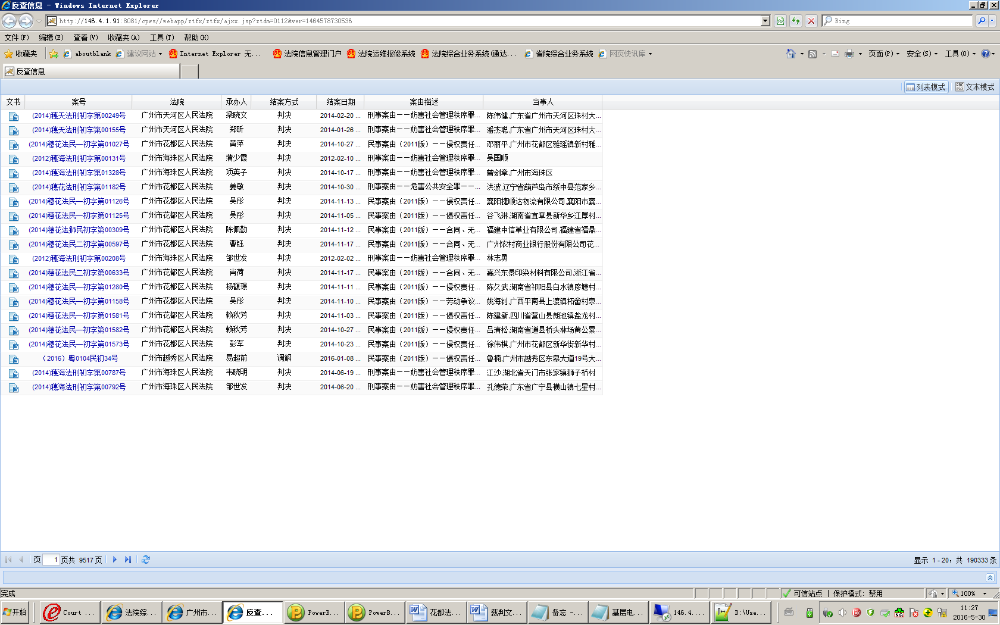 反查信息 - Windows Internet Explorer
http://146.4.1.91:8081/cpws//webapp/ztfx/ztfx/ajxx.jsp?ztdm=0112&ver=1464578730536
Bing
文件(F) 编辑(E) 查看(V) 收藏夹(A) 工具(T) 帮助(H)
收藏夹 aboutblank 建议网站 Internet Explorer 无... 法院信息管理门户 法院运维报修系统 法院综合业务系统(通达... 省院综合业务系统 网页快讯库 页面(P) 安全(S) 工具(O)
反查信息
列表模式 文本模式
文书 案号 法院 承办人 结案方式 结案日期 案由描述 当事人
(2014)穗天法刑初字第00249号 广州市天河区人民法院 梁晓文 判决 2014-02-20 ... 刑事案由－－妨害社会管理秩序罪... 陈伟健,广东省广州市天河区珠村大...
(2014)穗天法刑初字第00155号 广州市天河区人民法院 郑昕 判决 2014-01-26 ... 刑事案由－－妨害社会管理秩序罪... 潘杰聪,广东省广州市天河区珠村大...
(2014)穗花法民一初字第01027号 广州市花都区人民法院 黄萍 判决 2014-10-27 ... 民事案由（2011版）－－侵权责任... 邓丽平,广州市花都区雅瑶镇新村雅...
(2012)穗海法刑初字第00131号 广州市海珠区人民法院 蒲少霞 判决 2012-02-10 ... 刑事案由－－妨害社会管理秩序罪... 吴国顺
(2014)穗海法刑初字第01328号 广州市海珠区人民法院 项英子 判决 2014-10-17 ... 刑事案由－－妨害社会管理秩序罪... 曾剑章,广州市海珠区
(2014)穗花法刑初字第01182号 广州市花都区人民法院 姜敏 判决 2014-10-30 ... 刑事案由－－危害公共安全罪－－... 洪波,辽宁省葫芦岛市绥中县范家乡...
(2014)穗花法民一初字第01126号 广州市花都区人民法院 吴彤 判决 2014-11-13 ... 民事案由（2011版）－－侵权责任... 襄阳捷顺达物流有限公司,襄阳市襄...
(2014)穗花法民一初字第01125号 广州市花都区人民法院 吴彤 判决 2014-11-05 ... 民事案由（2011版）－－侵权责任... 谷飞琳,湖南省宜章县新华乡江厚村...
(2014)穗花法狮民初字第00309号 广州市花都区人民法院 陈佩勤 判决 2014-11-12 ... 民事案由（2011版）－－合同、无... 福建中信革业有限公司,福建省福鼎...
(2014)穗花法民二初字第00597号 广州市花都区人民法院 曹钰 判决 2014-11-17 ... 民事案由（2011版）－－合同、无... 广州农村商业银行股份有限公司花...
(2012)穗海法刑初字第00208号 广州市海珠区人民法院 邹世发 判决 2012-02-02 ... 刑事案由－－妨害社会管理秩序罪... 林志勇
(2014)穗花法民二初字第00633号 广州市花都区人民法院 肖荷 判决 2014-11-17 ... 民事案由（2011版）－－合同、无... 嘉兴东景印染材料有限公司,浙江省...
(2014)穗花法民一初字第01280号 广州市花都区人民法院 杨馥璟 判决 2014-11-11 ... 民事案由（2011版）－－侵权责任... 陈久武,湖南省祁阳县白水镇廖塘村...
(2014)穗花法民一初字第01158号 广州市花都区人民法院 吴彤 判决 2014-11-10 ... 民事案由（2011版）－－劳动争议... 姚海钊,广西平南县上渡镇柘畲村泉...
(2014)穗花法民一初字第01581号 广州市花都区人民法院 赖秋芳 判决 2014-11-03 ... 民事案由（2011版）－－侵权责任... 陈建新,四川省营山县朗池镇盐龙村...
(2014)穗花法民一初字第01582号 广州市花都区人民法院 赖秋芳 判决 2014-10-27 ... 民事案由（2011版）－－侵权责任... 吕清松,湖南省道县桥头林场黄公累...
(2014)穗花法民一初字第01573号 广州市花都区人民法院 彭军 判决 2014-10-23 ... 民事案由（2011版）－－侵权责任... 徐伟棋,广州市花都区新华街新华村...
（2016）粤0104民初34号 广州市越秀区人民法院 易超前 调解 2016-01-08 ... 民事案由（2011版）－－侵权责任... 鲁楠,广州市越秀区东皋大道19号大...
(2014)穗海法刑初字第00787号 广州市海珠区人民法院 韦晓明 判决 2014-06-19 ... 刑事案由－－妨害社会管理秩序罪... 江沙,湖北省天门市张家镇狮子桥村
(2014)穗海法刑初字第00792号 广州市海珠区人民法院 邹世发 判决 2014-06-20 ... 刑事案由－－妨害社会管理秩序罪... 孔德荣,广东省广宁县横山镇七星村...
页 1 页共 9517 页 显示 1 - 20，共 190333 条
完成 可信站点 | 保护模式: 禁用 100%
开始 Court ... 法院综... 广州市... 反查... PowerB... PowerB... 花都法... 裁判文... 备忘 -... 基层电... 146.4.... D:\Use... 11:27
2016-5-30